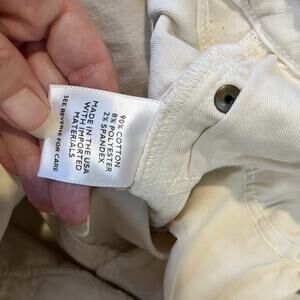 90% COTTON
8% POLYESTER
2% SPANDEX
MADE IN THE USA
WITH IMPORTED
MATERIALS
SEE REVERSE FOR CARE